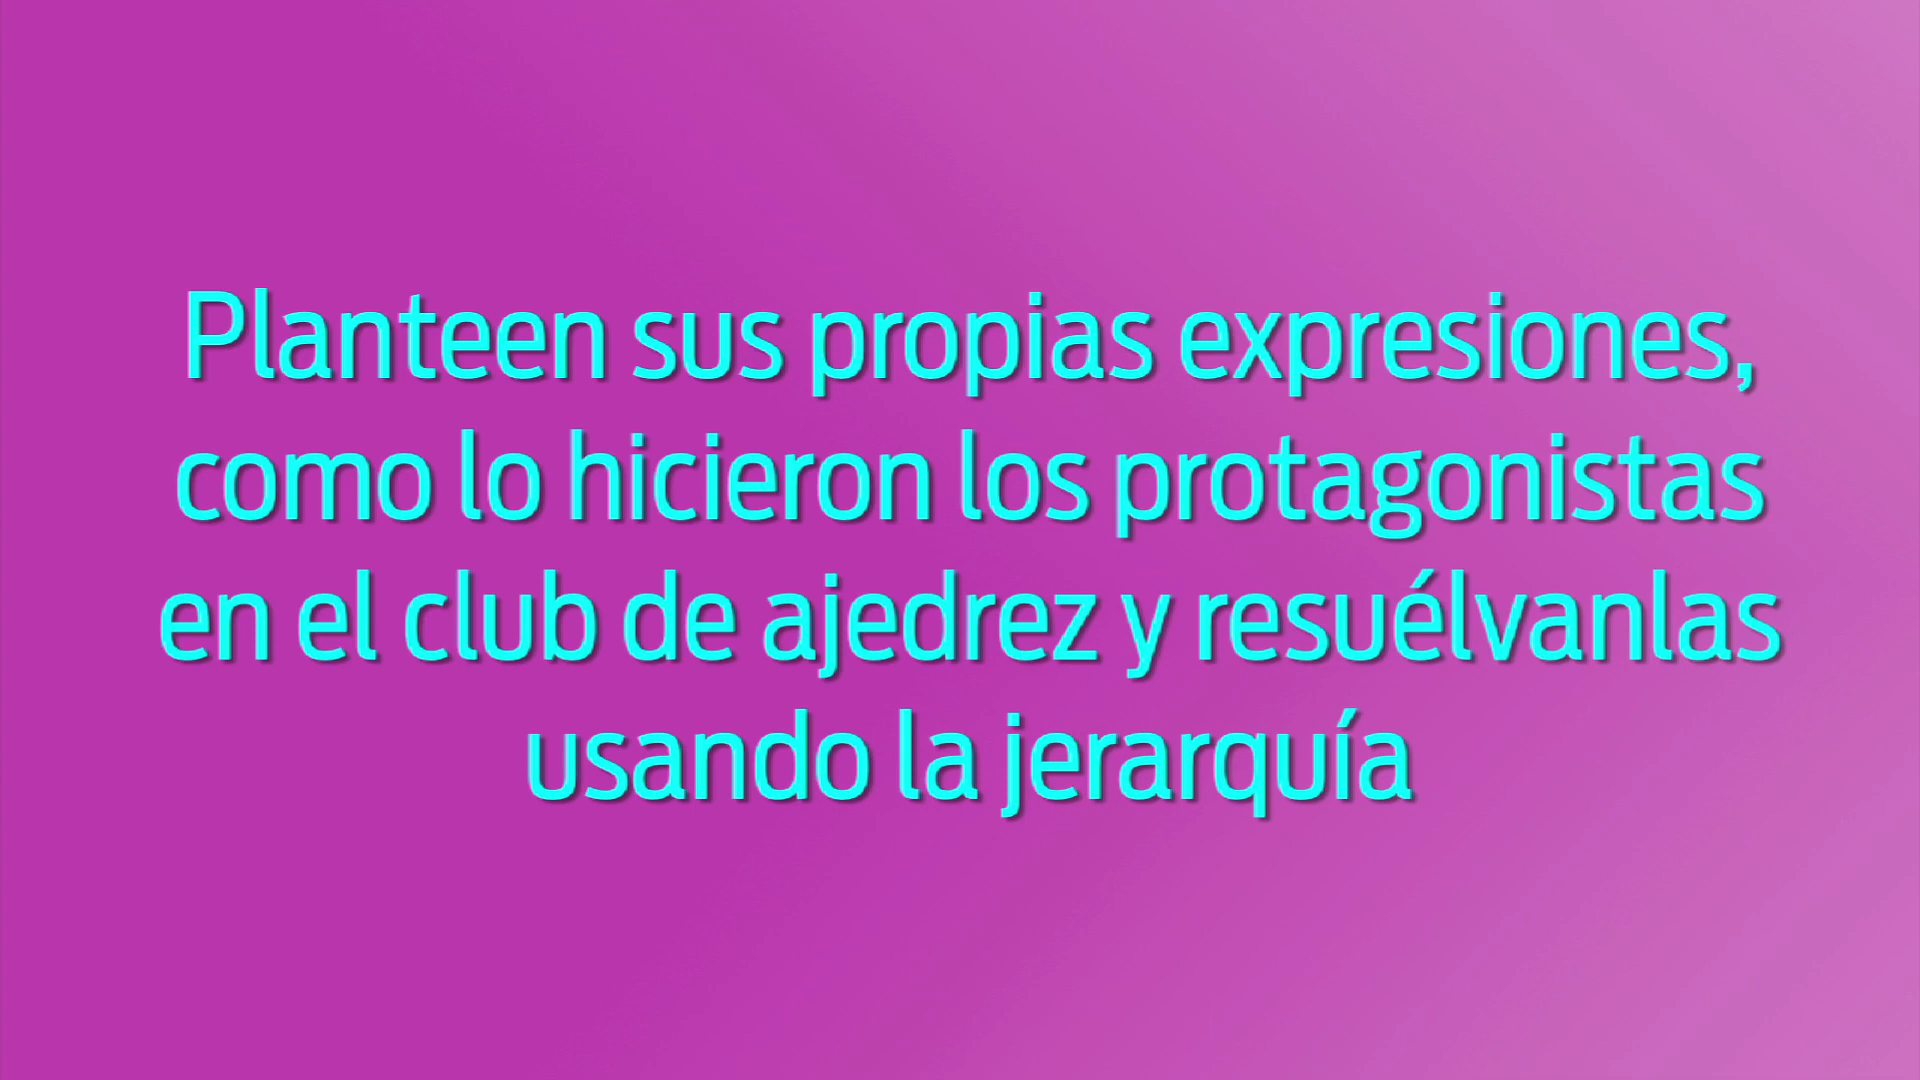 Planteen sus propias expresiones,
como lo hicieron los protagonistas
en el club de ajedrez y resuélvanlas
usando la jerarquía